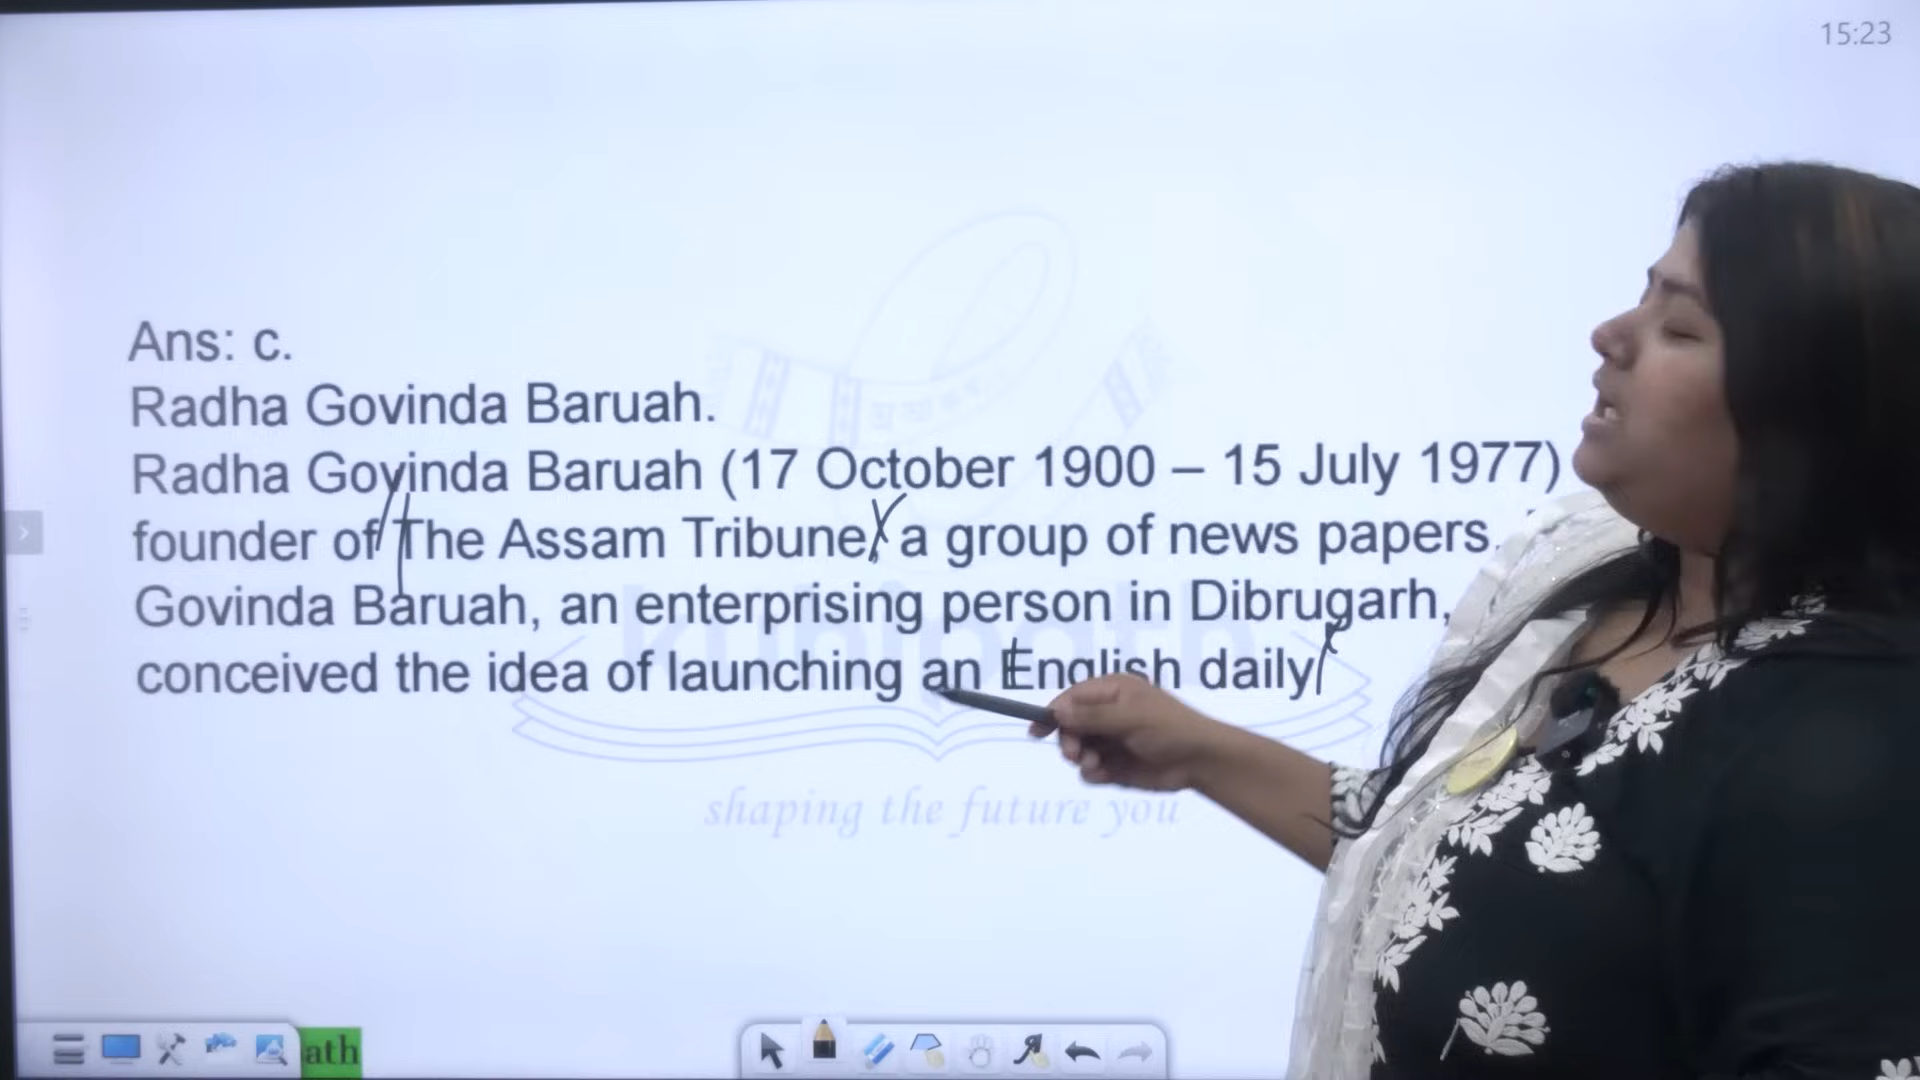 15:23
Ans: c.
Radha Govinda Baruah.
Radha Govinda Baruah (17 October 1900 – 15 July 1977)
founder of The Assam Tribune, a group of news papers.
Govinda Baruah, an enterprising person in Dibrugarh,
conceived the idea of launching an English daily
shaping the future you
ath